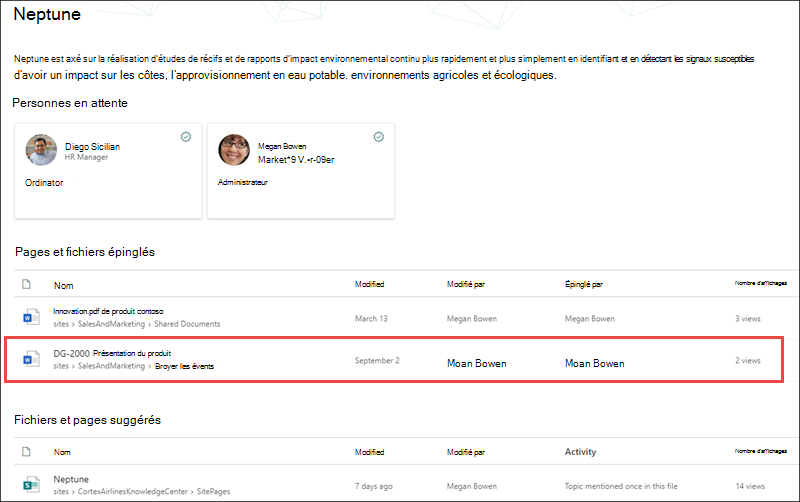 Neptune
Neptune est axé sur la réalisation d'études de récifs et de rapports d'impact environnemental continu plus rapidement et plus simplement en identifiant et en détectant les signaux susceptibles
d'avoir un impact sur les côtes, l'approvisionnement en eau potable. environnements agricoles et écologiques.
Personnes en attente
Diego Sicilian
HR Manager
Ordinator
Megan Bowen
Market*9 V.•r-09er
Administrateur
Pages et fichiers épinglés
Nom Modified Modifié par Épinglé par Nombre d'affichages
Innovation.pdf de produit contoso
sites > SalesAndMarketing > Shared Documents March 13 Megan Bowen Megan Bowen 3 views
DG-2000 Présentation du produit
sites > SalesAndMarketing > Broyer les évents September 2 Moan Bowen Moan Bowen 2 views
Fichiers et pages suggérés
Nom Modified Modifié par Activity Nombre d'affichages
Neptune
sites > CortexAirlinesKnowledgeCenter > SitePages 7 days ago Megan Bowen Topic mentioned once in this file 14 views